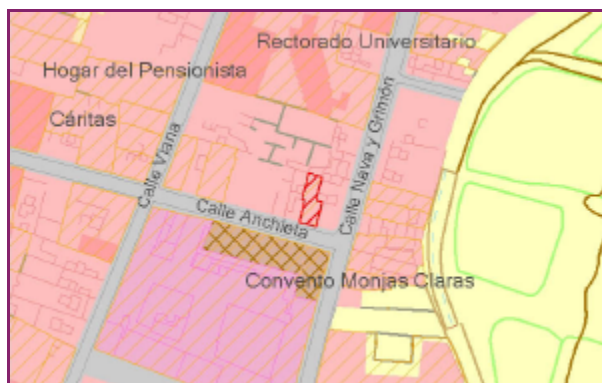 Rectorado Universitario
Hogar del Pensionista
Cáritas
Calle Viana
Calle Nava y Grimón
Calle Anchieta
Convento Monjas Claras